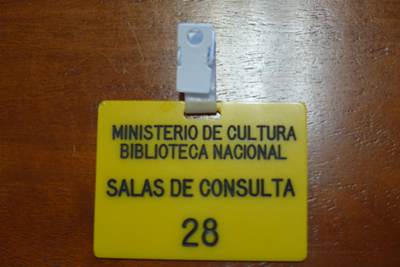 MINISTERIO DE CULTURA
BIBLIOTECA NACIONAL
SALAS DE CONSULTA
28